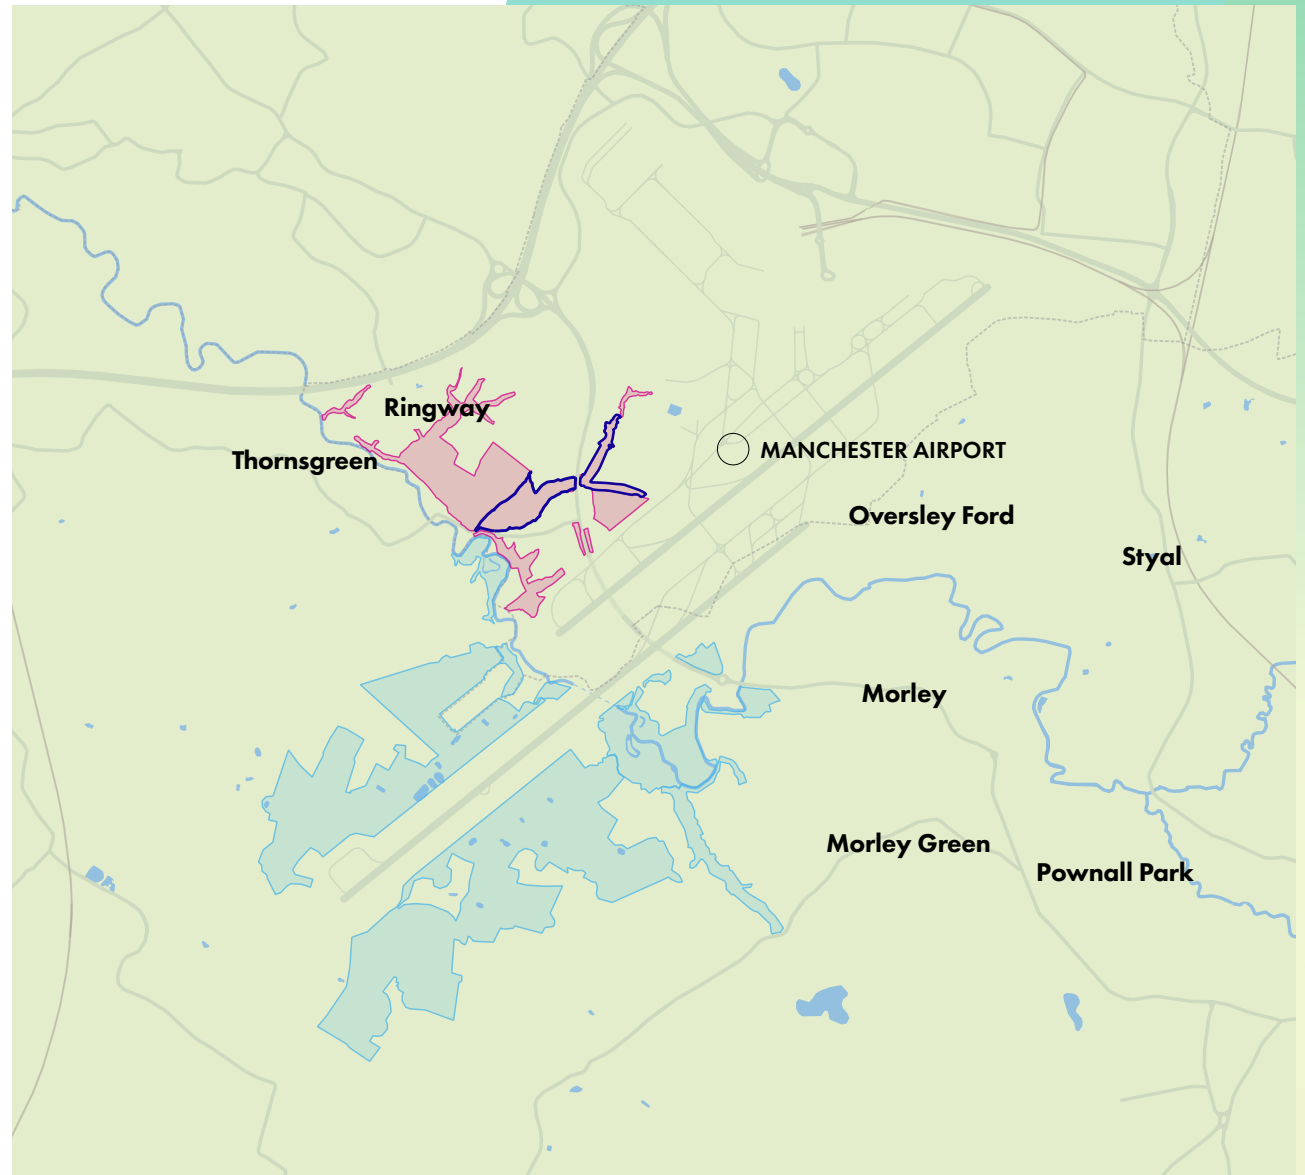 Ringway
Thornsgreen
MANCHESTER AIRPORT
Oversley Ford
Styal
Morley
Morley Green
Pownall Park